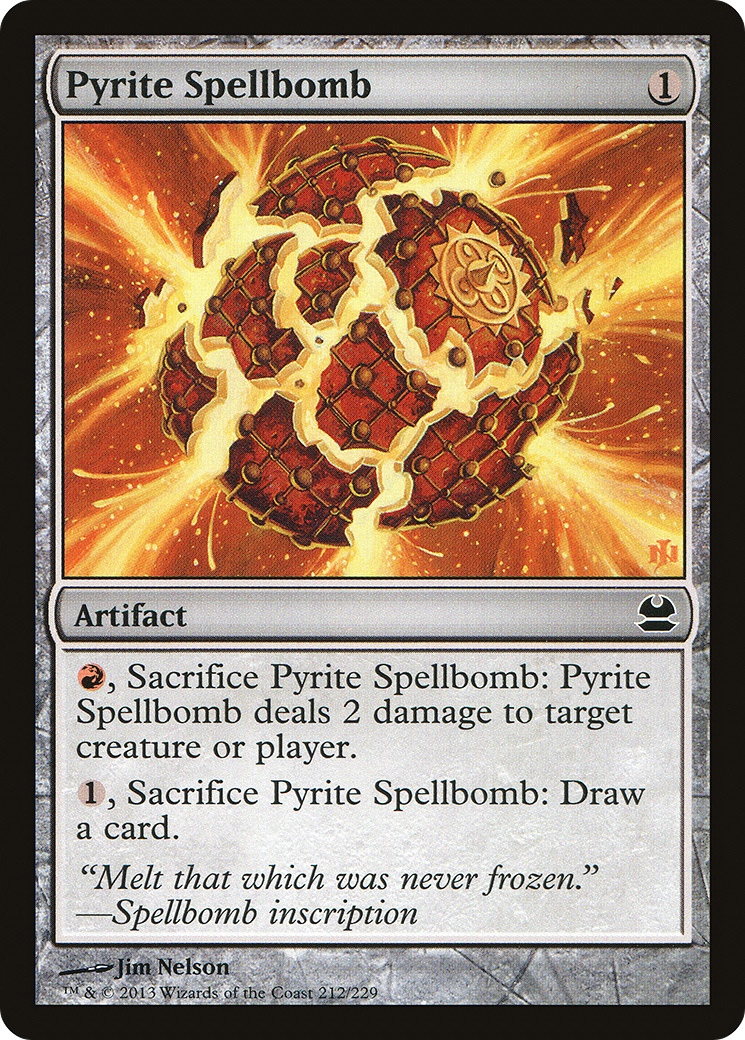 Pyrite Spellbomb 1
Artifact
, Sacrifice Pyrite Spellbomb: Pyrite
Spellbomb deals 2 damage to target
creature or player.
1, Sacrifice Pyrite Spellbomb: Draw
a card.
“Melt that which was never frozen.”
—Spellbomb inscription
Jim Nelson
™ & © 2013 Wizards of the Coast 212/229